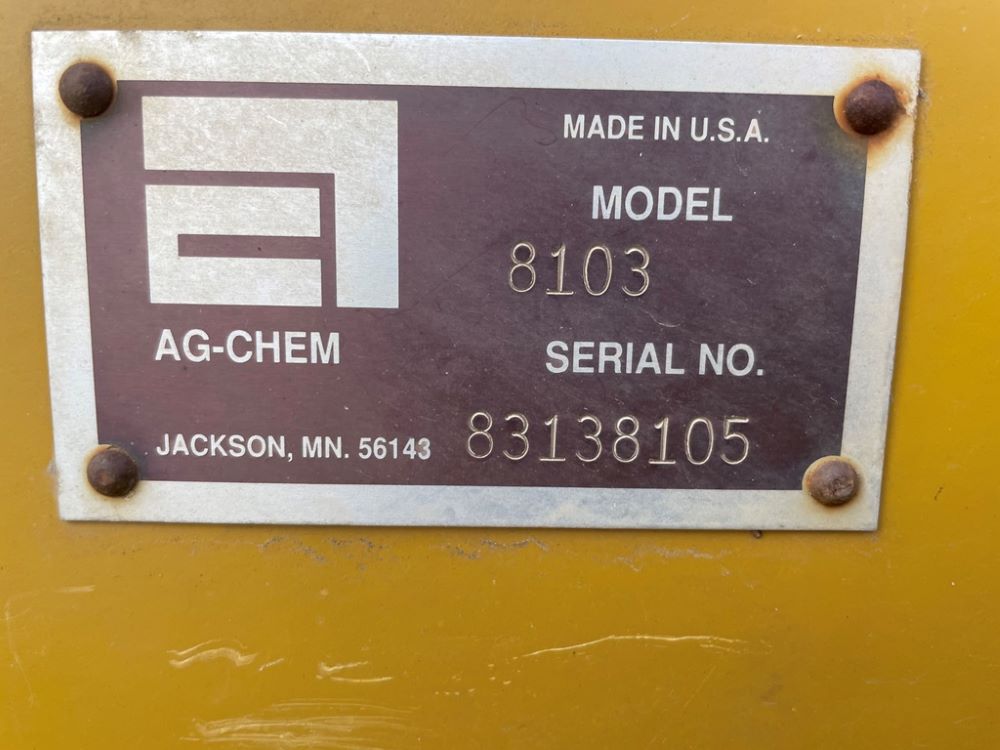 MADE IN U.S.A.
MODEL
8103
AG-CHEM
SERIAL NO.
JACKSON, MN. 56143
83138105